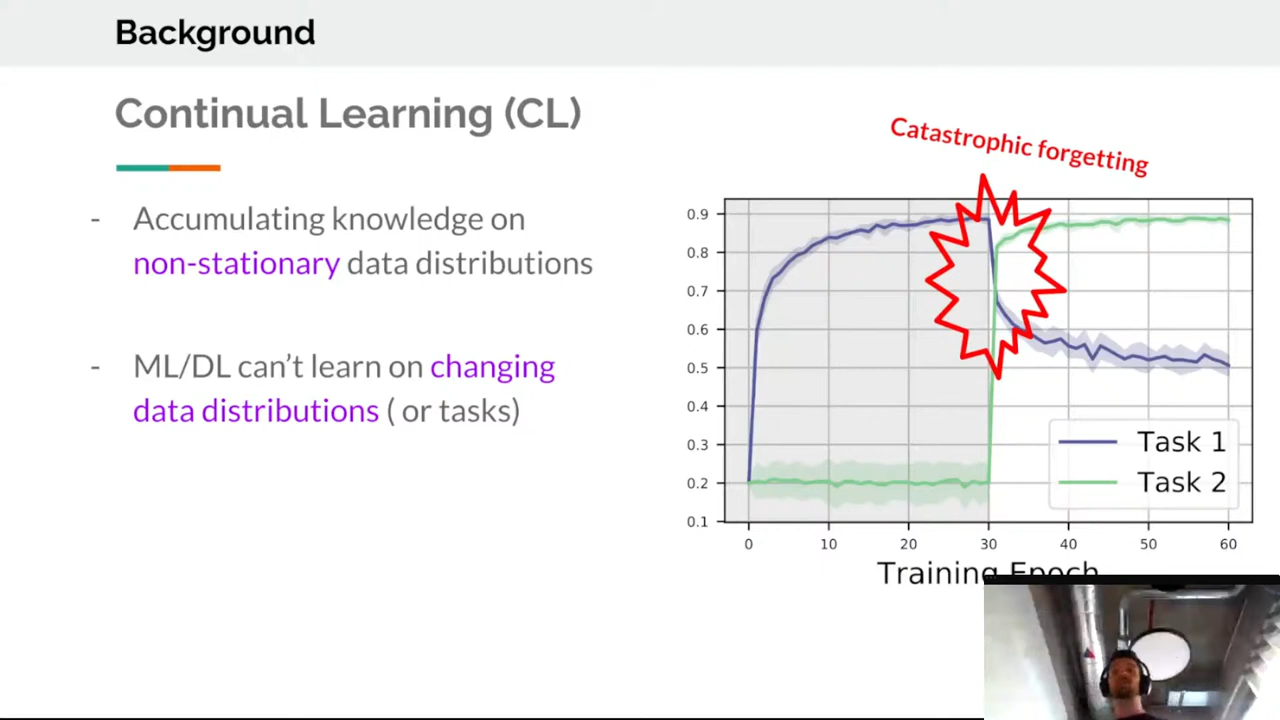 Background
Continual Learning (CL)
- Accumulating knowledge on
non-stationary data distributions
- ML/DL can't learn on changing
data distributions ( or tasks)
Catastrophic forgetting
0.9
0.8
0.7
0.6
0.5
0.4
0.3
0.2
0.1
Task 1
Task 2
0 10 20 30 40 50 60
Training Epoch